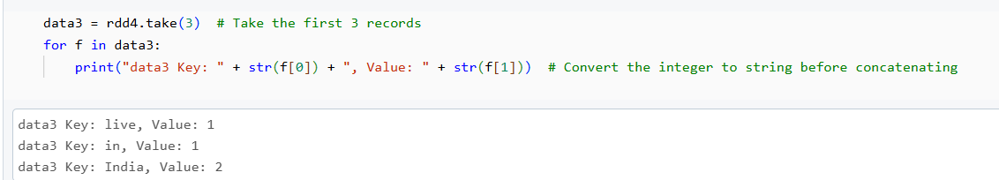 data3 = rdd4.take(3)  # Take the first 3 records
for f in data3:
    print("data3 Key: " + str(f[0]) + ", Value: " + str(f[1]))  # Convert the integer to string before concatenating
data3 Key: live, Value: 1
data3 Key: in, Value: 1
data3 Key: India, Value: 2